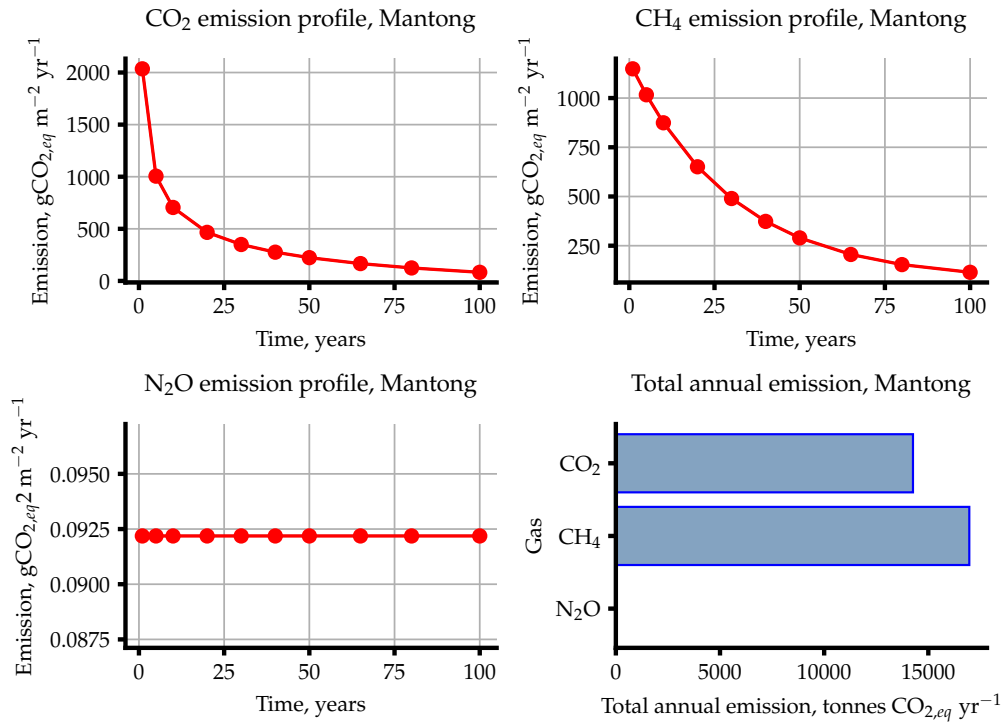 CO₂ emission profile, Mantong
Emission, gCO₂,eq m⁻² yr⁻¹
2000
1500
1000
500
0
0 25 50 75 100
Time, years
CH₄ emission profile, Mantong
Emission, gCO₂,eq m⁻² yr⁻¹
1000
750
500
250
0 25 50 75 100
Time, years
N₂O emission profile, Mantong
Emission, gCO₂,eq2 m⁻² yr⁻¹
0.0950
0.0925
0.0900
0.0875
0 25 50 75 100
Time, years
Total annual emission, Mantong
Gas
CO₂
CH₄
N₂O
0 5000 10000 15000
Total annual emission, tonnes CO₂,eq yr⁻¹